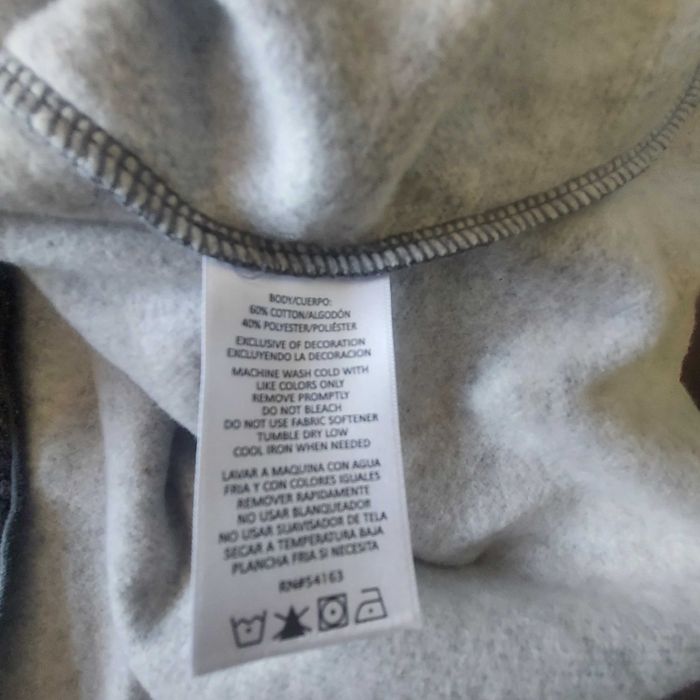 BODY/CUERPO:
60% COTTON/ALGODÓN
40% POLYESTER/POLIÉSTER
EXCLUSIVE OF DECORATION
EXCLUYENDO LA DECORACION
MACHINE WASH COLD WITH
LIKE COLORS ONLY
REMOVE PROMPTLY
DO NOT BLEACH
DO NOT USE FABRIC SOFTENER
TUMBLE DRY LOW
COOL IRON WHEN NEEDED
LAVAR A MAQUINA CON AGUA
FRIA Y CON COLORES IGUALES
REMOVER RAPIDAMENTE
NO USAR BLANQUEADOR
NO USAR SUAVISADOR DE TELA
SECAR A TEMPERATURA BAJA
PLANCHA FRIA SI NECESITA
RN#54163